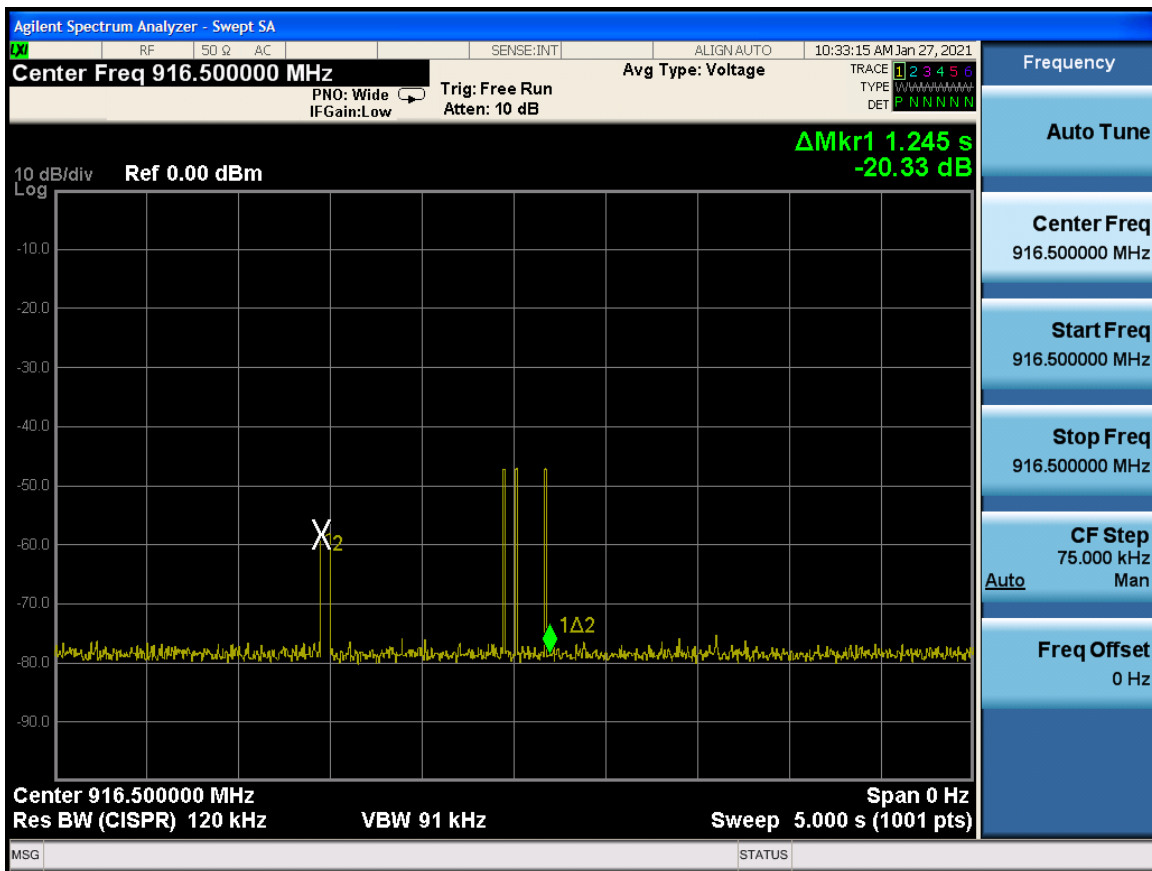 Agilent Spectrum Analyzer - Swept SA
LXI RF 50 Ω AC SENSE:INT ALIGNAUTO 10:33:15 AM Jan 27, 2021
Center Freq 916.500000 MHz
PNO: Wide
IFGain:Low
Trig: Free Run
Atten: 10 dB
Avg Type: Voltage
TRACE 1 2 3 4 5 6
TYPE
DET P N N N N N
ΔMkr1 1.245 s
-20.33 dB
10 dB/div Ref 0.00 dBm
Log
-10.0
-20.0
-30.0
-40.0
-50.0
-60.0
-70.0
-80.0
-90.0
X2
1Δ2
Center 916.500000 MHz Span 0 Hz
Res BW (CISPR) 120 kHz VBW 91 kHz Sweep 5.000 s (1001 pts)
MSG STATUS
Frequency
Auto Tune
Center Freq
916.500000 MHz
Start Freq
916.500000 MHz
Stop Freq
916.500000 MHz
CF Step
75.000 kHz
Auto Man
Freq Offset
0 Hz